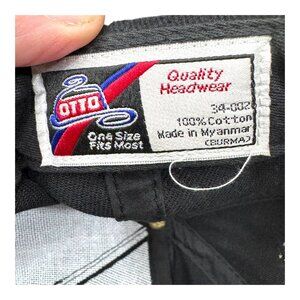 OTTO
One Size
Fits Most
Quality
Headwear
34-002
100% Cotton
Made in Myanmar
(BURMA)